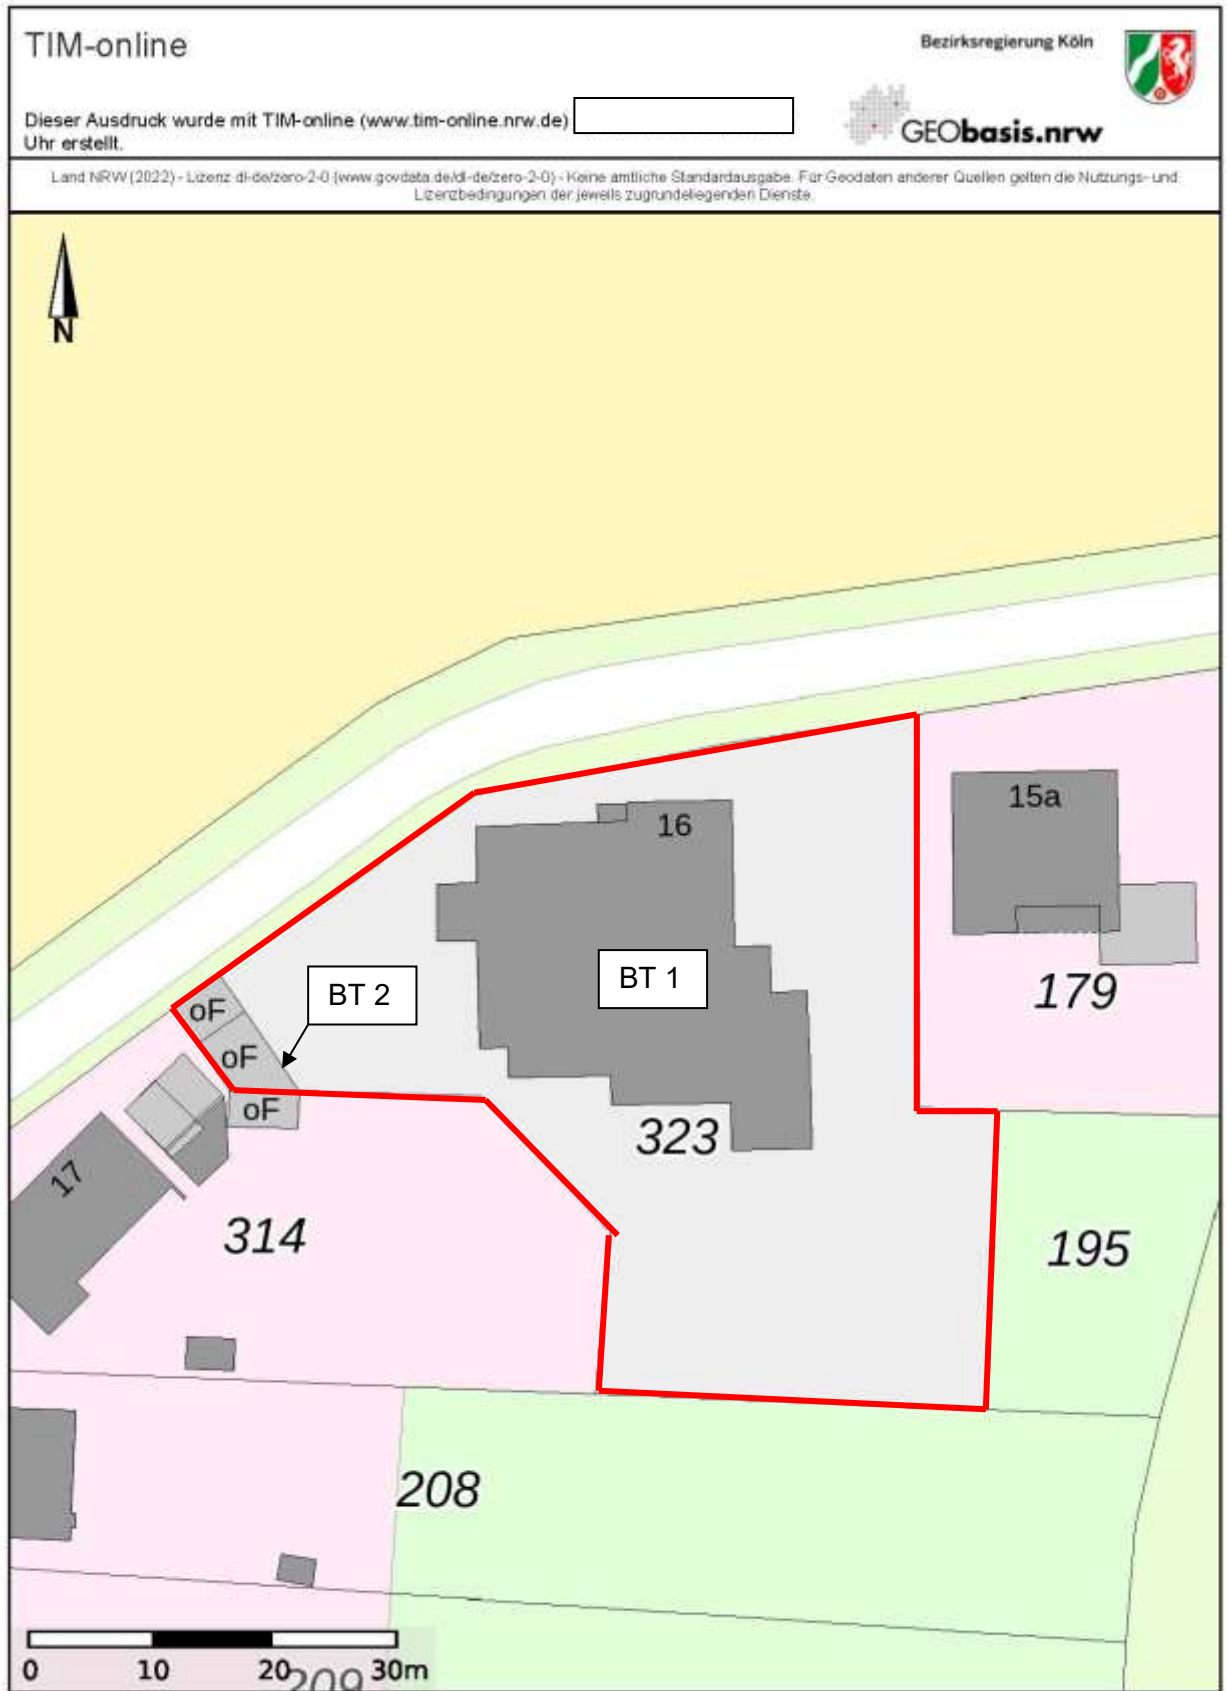 TIM-online
Bezirksregierung Köln
Dieser Ausdruck wurde mit TIM-online (www.tim-online.nrw.de)
Uhr erstellt.
GEObasis.nrw
Land NRW (2022) - Lizenz dl-de/zero-2-0 (www.govdata.de/dl-de/zero-2-0) - Keine amtliche Standardausgabe. Für Geodaten anderer Quellen gelten die Nutzungs- und
Lizenzbedingungen der jeweils zugrundeliegenden Dienste.
N
16
15a
BT 1
BT 2
179
oF
oF
oF
323
17
314
195
208
0 10 20 30m
209